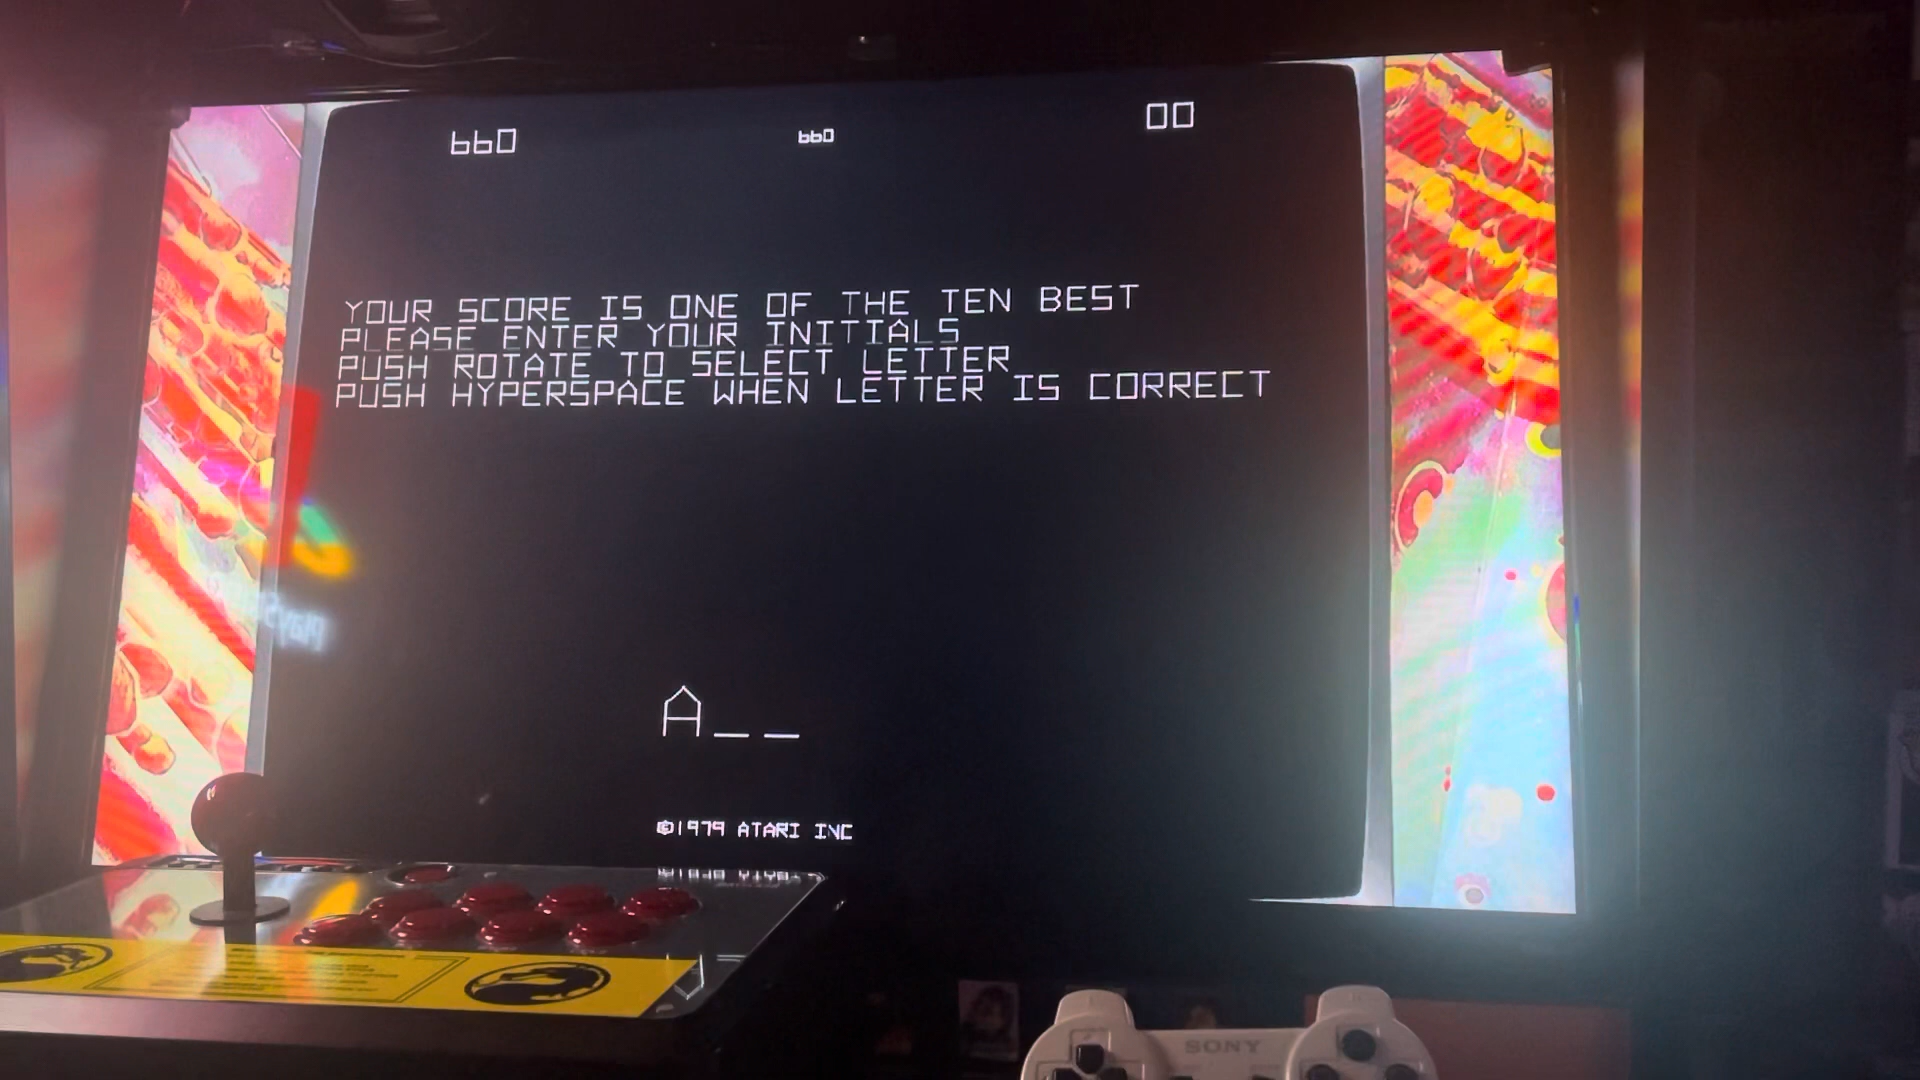 660 660 00
YOUR SCORE IS ONE OF THE TEN BEST
PLEASE ENTER YOUR INITIALS
PUSH ROTATE TO SELECT LETTER
PUSH HYPERSPACE WHEN LETTER IS CORRECT
A _ _
©1979 ATARI INC
SONY